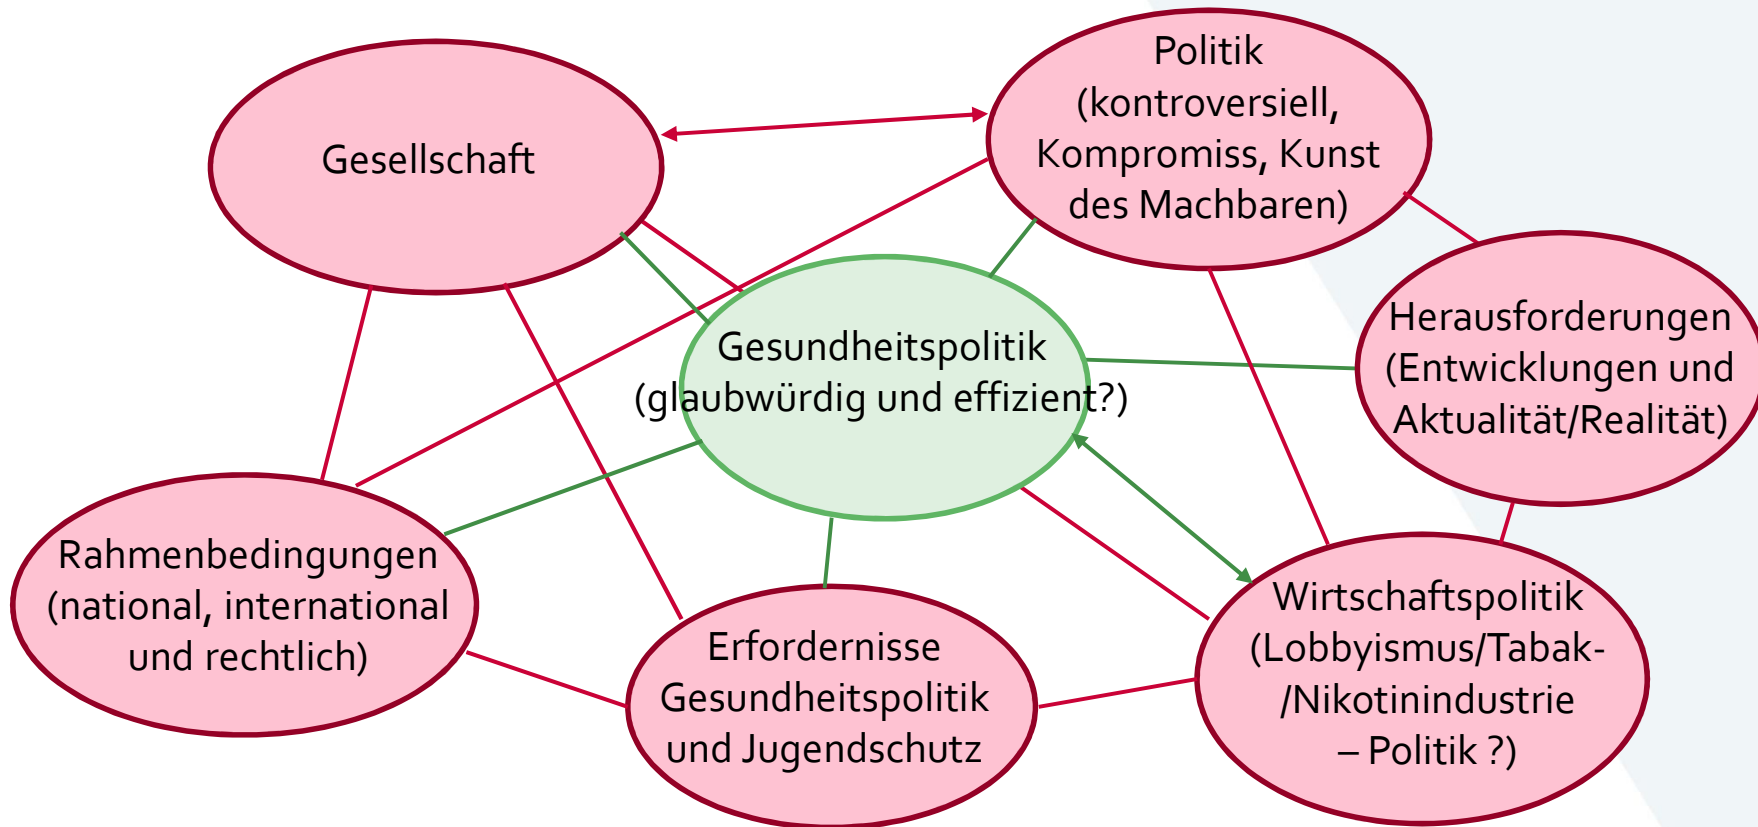 Gesellschaft
Politik
(kontroversiell,
Kompromiss, Kunst
des Machbaren)
Gesundheitspolitik
(glaubwürdig und effizient?)
Herausforderungen
(Entwicklungen und
Aktualität/Realität)
Rahmenbedingungen
(national, international
und rechtlich)
Erfordernisse
Gesundheitspolitik
und Jugendschutz
Wirtschaftspolitik
(Lobbyismus/Tabak-
/Nikotinindustrie
– Politik ?)